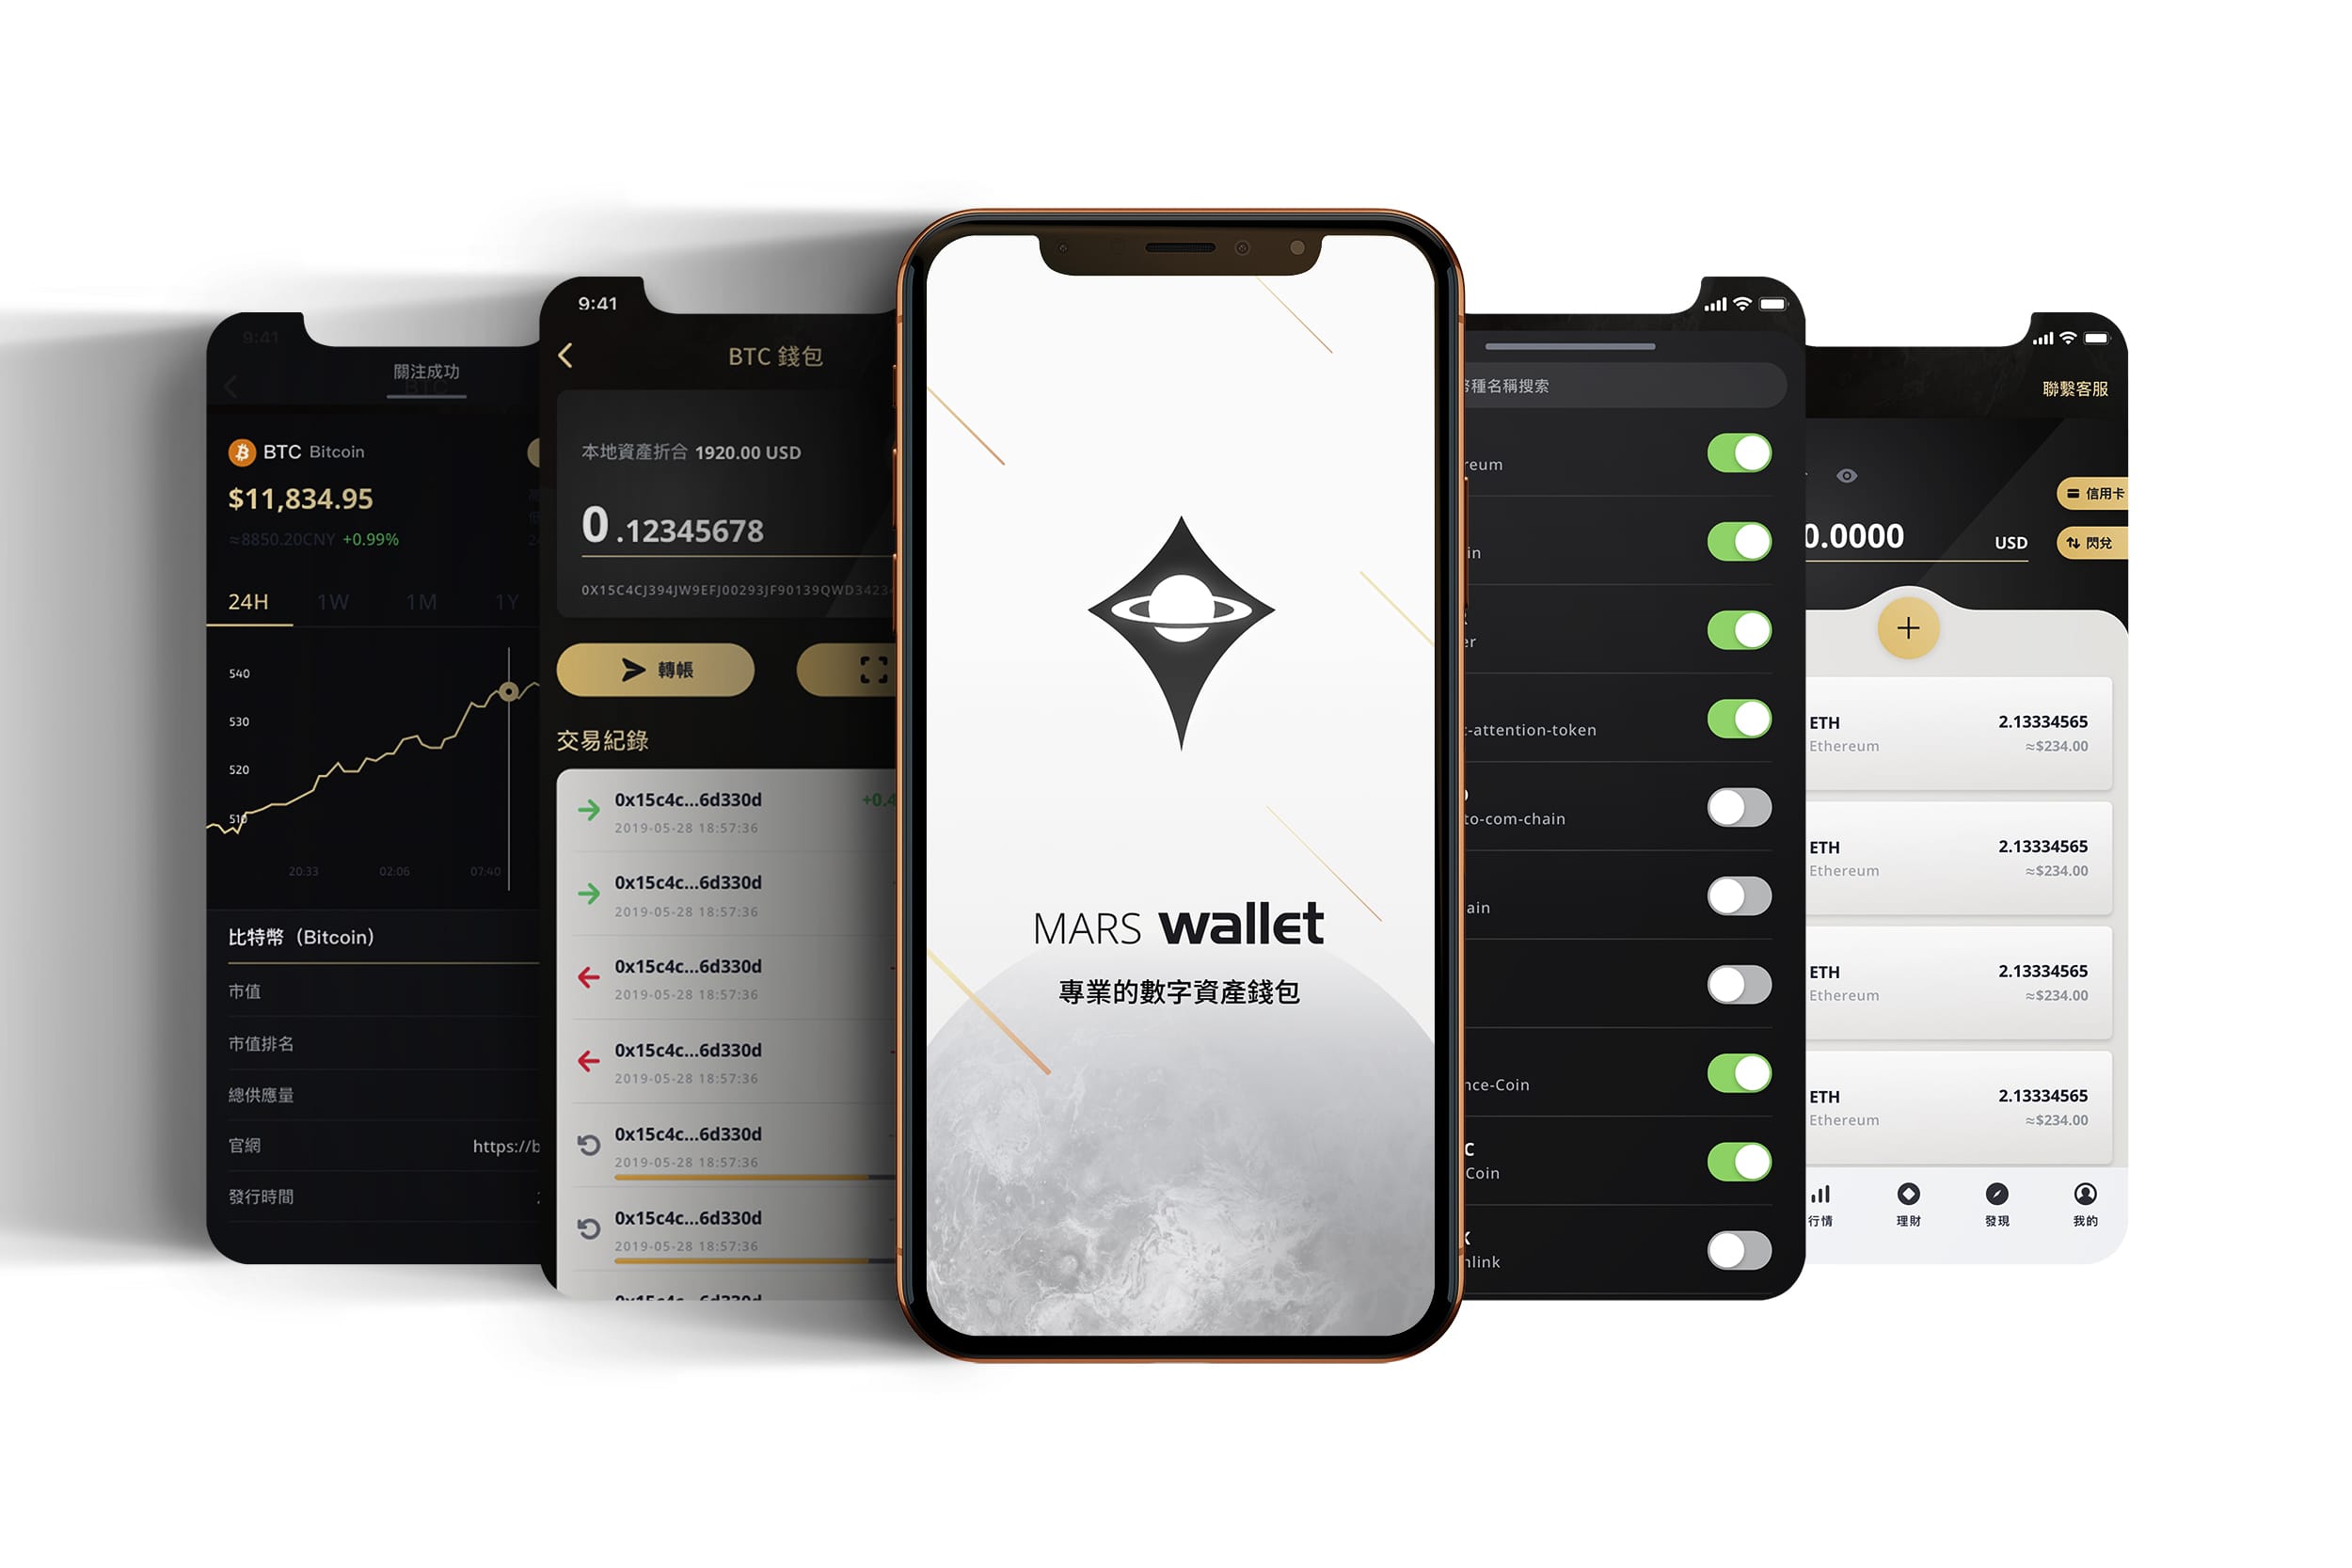 9:41
關注成功
BTC
BTC Bitcoin
$11,834.95
≈8850.20CNY +0.99%
24H 1W 1M 1Y
540
530
520
510
20:33 02:06 07:40
比特幣（Bitcoin）
市值
市值排名
總供應量
官網 https://b
發行時間
9:41
BTC 錢包
本地資產折合 1920.00 USD
0.12345678
0X15C4CJ394JW9EFJ00293JF90139QWD3423
轉帳
交易紀錄
0x15c4c...6d330d +0.4
2019-05-28 18:57:36
0x15c4c...6d330d
2019-05-28 18:57:36
0x15c4c...6d330d
2019-05-28 18:57:36
0x15c4c...6d330d
2019-05-28 18:57:36
0x15c4c...6d330d
2019-05-28 18:57:36
0x15c4c...6d330d
2019-05-28 18:57:36
0x15c4c...6d330d
MARS wallet
專業的數字資產錢包
種名稱搜索
reum
in
er
-attention-token
to-com-chain
ain
nce-Coin
C
Coin
nlink
聯繫客服
信用卡
0.0000 USD
閃兌
ETH 2.13334565
Ethereum ≈$234.00
ETH 2.13334565
Ethereum ≈$234.00
ETH 2.13334565
Ethereum ≈$234.00
ETH 2.13334565
Ethereum ≈$234.00
行情 理財 發現 我的